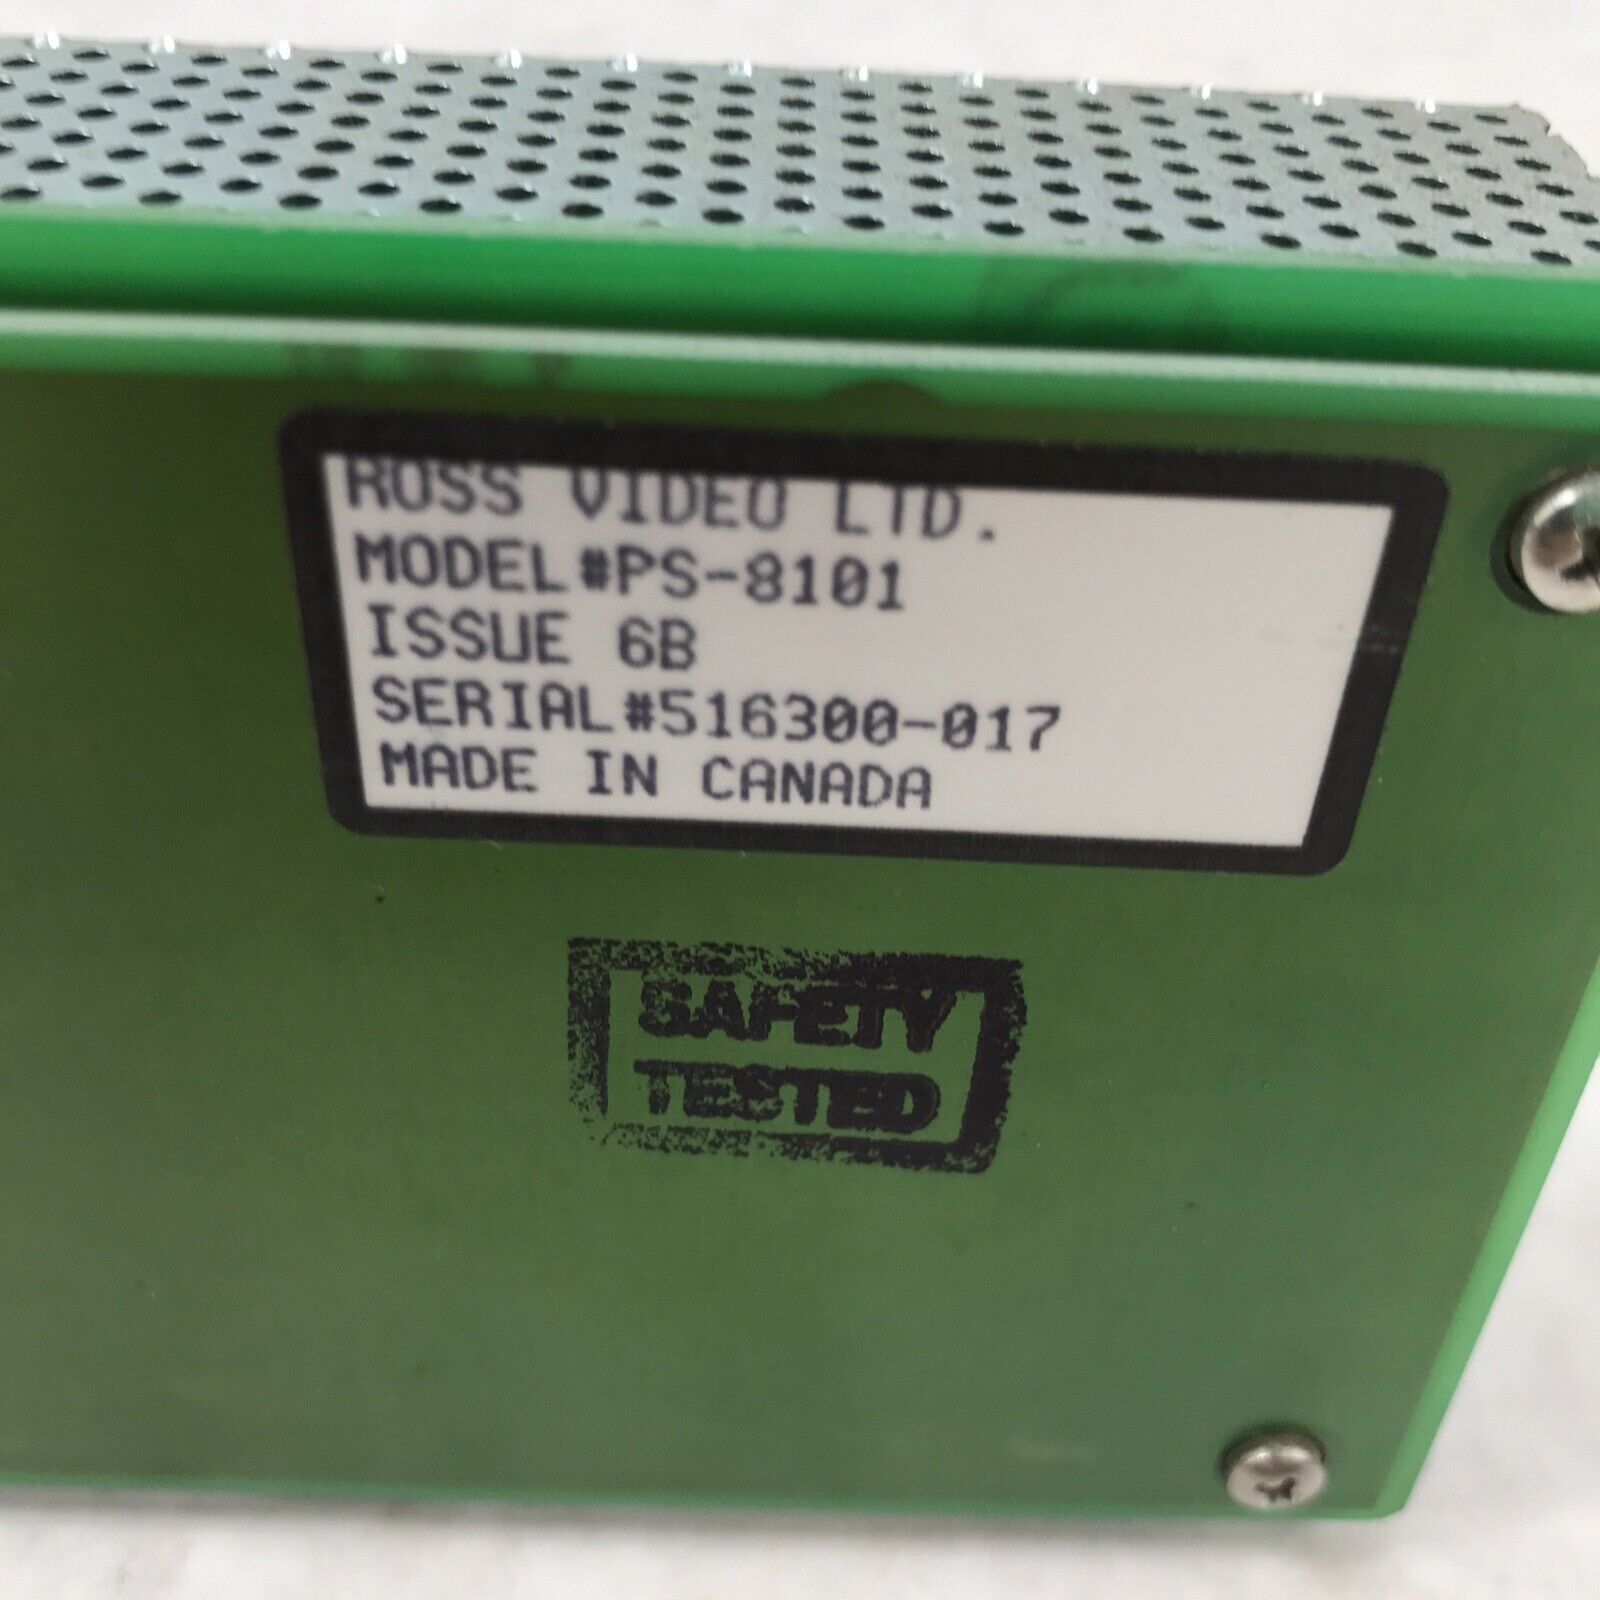 ROSS VIDEO LTD.
MODEL#PS-8101
ISSUE 6B
SERIAL#516300-017
MADE IN CANADA
SAFETY
TESTED